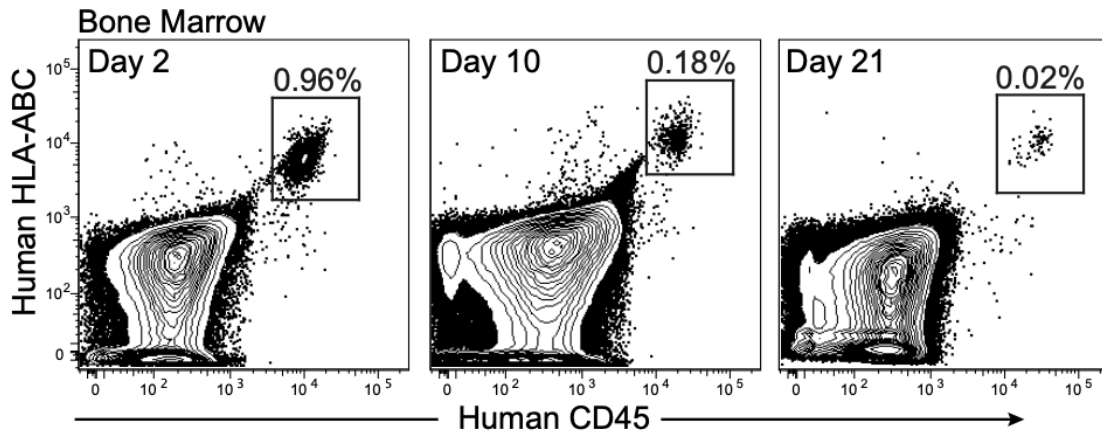 Bone Marrow
Day 2
0.96%
Day 10
0.18%
Day 21
0.02%
Human HLA-ABC
10^5
10^4
10^3
10^2
0
0 10^2 10^3 10^4 10^5
0 10^2 10^3 10^4 10^5
0 10^2 10^3 10^4 10^5
Human CD45